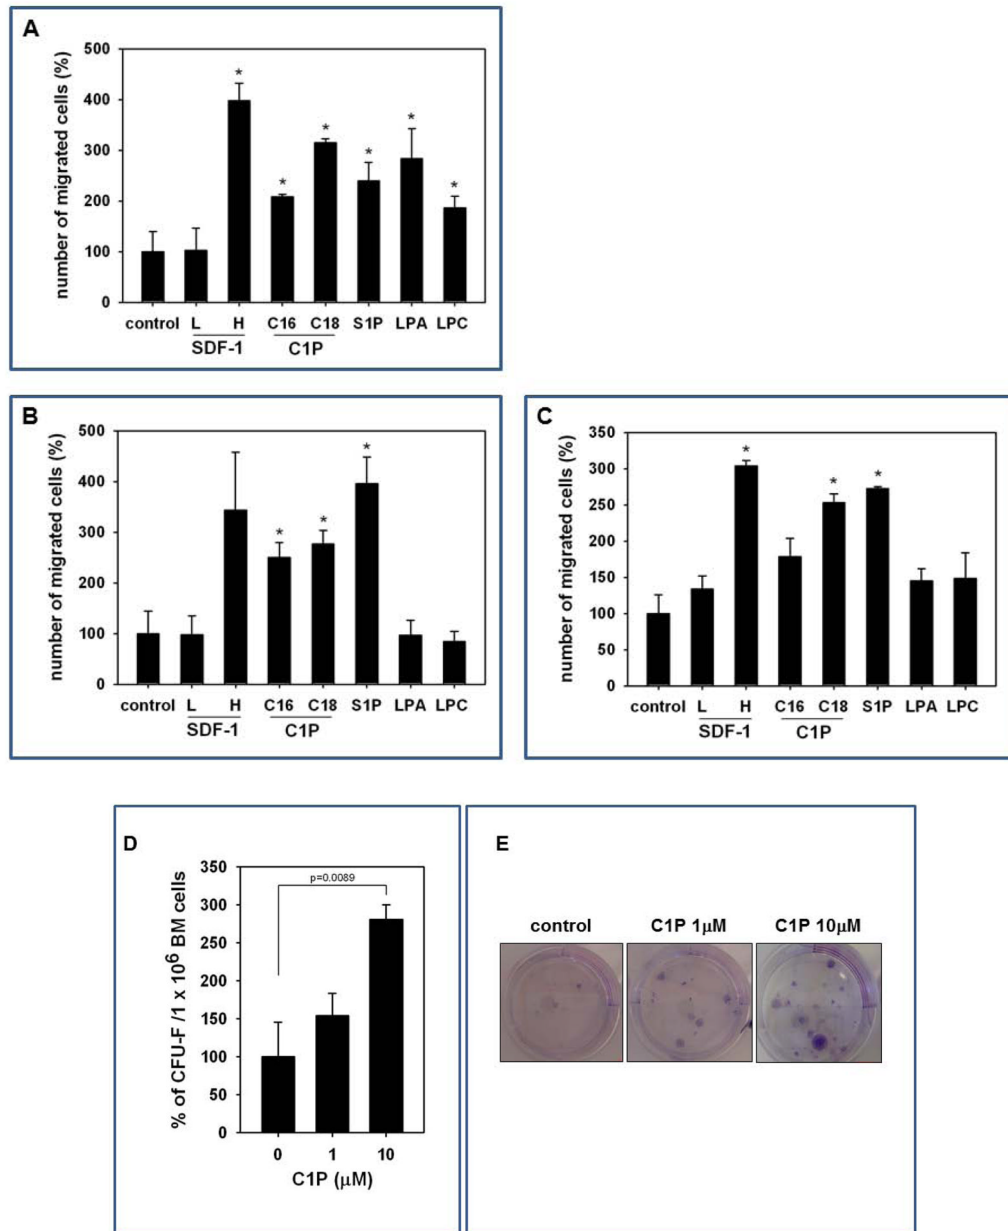 A
number of migrated cells (%)
500
400
300
200
100
0
* * * * * *
control L H C16 C18 S1P LPA LPC
SDF-1 C1P
B
number of migrated cells (%)
500
400
300
200
100
0
* * *
control L H C16 C18 S1P LPA LPC
SDF-1 C1P
C
number of migrated cells (%)
350
300
250
200
150
100
50
0
* * *
control L H C16 C18 S1P LPA LPC
SDF-1 C1P
D
% of CFU-F /1 x 10⁶ BM cells
350
300
250
200
150
100
50
0
p=0.0089
0 1 10
C1P (μM)
E
control C1P 1μM C1P 10μM